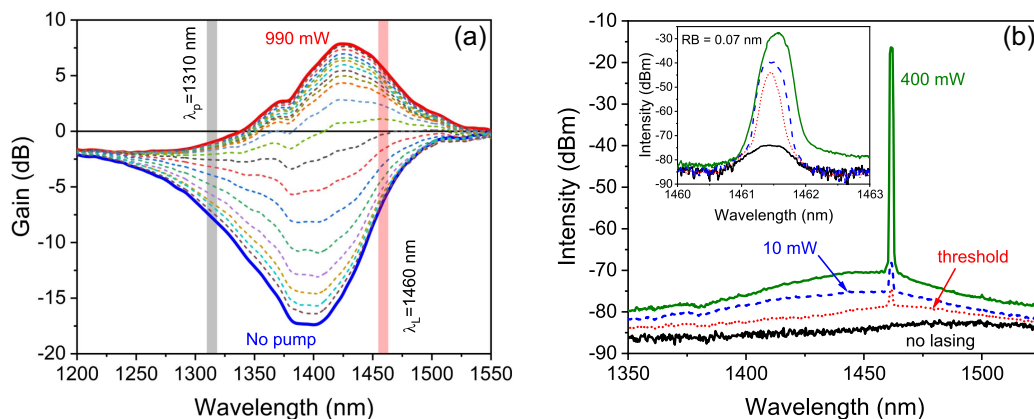 (a)
990 mW
λp=1310 nm
λL=1460 nm
No pump
Gain (dB)
10
5
0
-5
-10
-15
-20
1200 1250 1300 1350 1400 1450 1500 1550
Wavelength (nm)
(b)
RB = 0.07 nm
Intensity (dBm)
-30
-40
-50
-60
-70
-80
-90
1460 1461 1462 1463
Wavelength (nm)
400 mW
10 mW
threshold
no lasing
Intensity (dBm)
-10
-20
-30
-40
-50
-60
-70
-80
-90
1350 1400 1450 1500
Wavelength (nm)